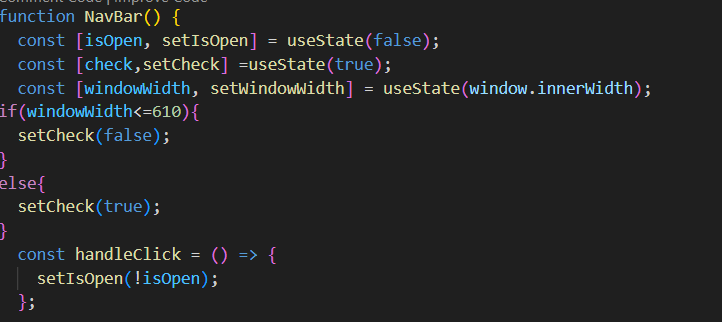 Comment Code | Improve Code
function NavBar() {
  const [isOpen, setIsOpen] = useState(false);
  const [check,setCheck] =useState(true);
  const [windowWidth, setWindowWidth] = useState(window.innerWidth);
if(windowWidth<=610){
  setCheck(false);
}
else{
  setCheck(true);
}
  const handleClick = () => {
    setIsOpen(!isOpen);
  };